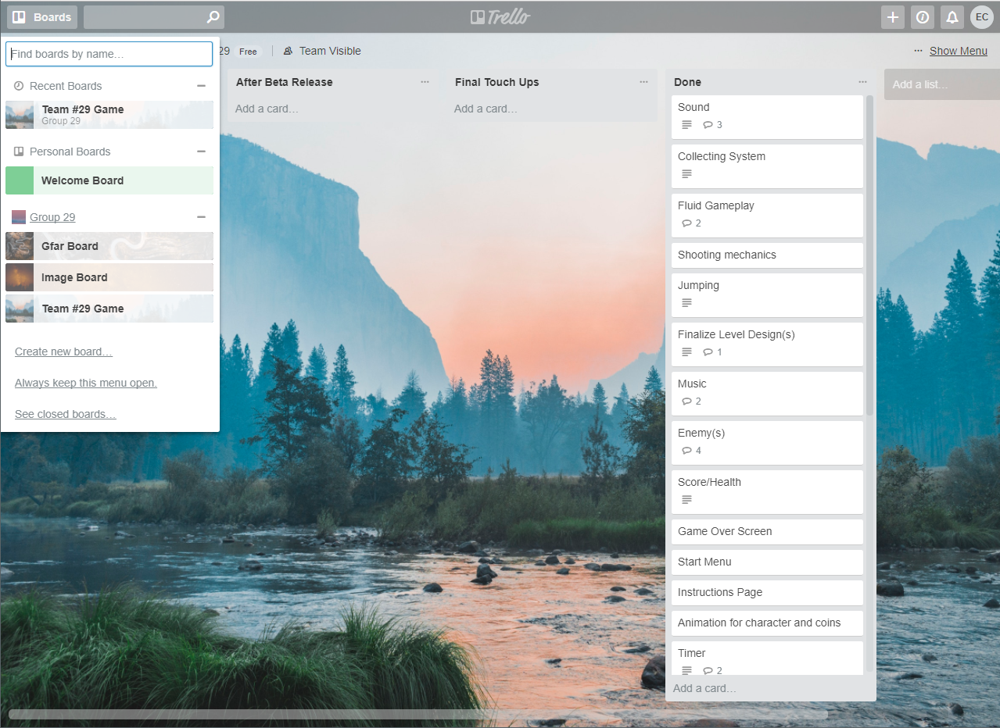 Boards
Trello
EC
Find boards by name…
29 Free Team Visible
··· Show Menu
Recent Boards
Team #29 Game
Group 29
Personal Boards
Welcome Board
Group 29
Gfar Board
Image Board
Team #29 Game
Create new board…
Always keep this menu open.
See closed boards…
After Beta Release
Add a card…
Final Touch Ups
Add a card…
Done
Sound
3
Collecting System
Fluid Gameplay
2
Shooting mechanics
Jumping
Finalize Level Design(s)
1
Music
2
Enemy(s)
4
Score/Health
Game Over Screen
Start Menu
Instructions Page
Animation for character and coins
Timer
2
Add a card…
Add a list…